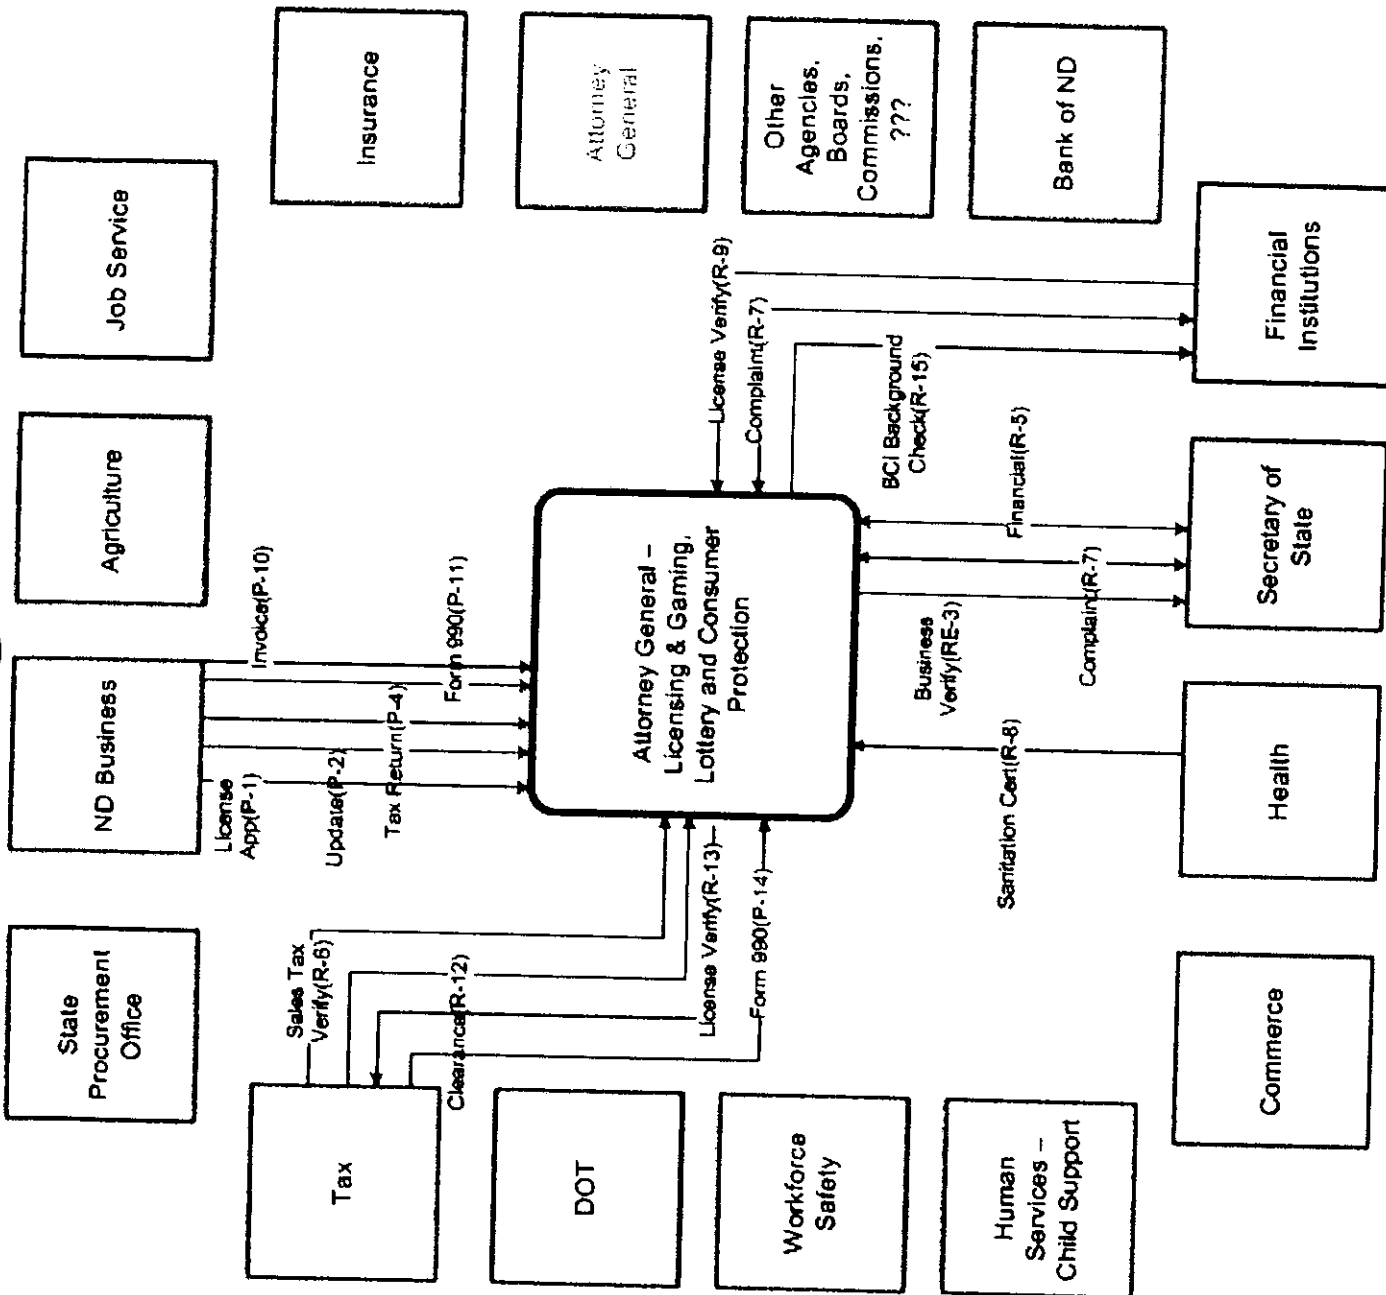 Job Service
Agriculture
ND Business
State
Procurement
Office
Insurance
Attorney
General
Other
Agencies,
Boards,
Commissions,
???
Bank of ND
Financial
Institutions
Secretary of
State
Health
Commerce
Human
Services –
Child Support
Workforce
Safety
DOT
Tax
Attorney General –
Licensing & Gaming,
Lottery and Consumer
Protection
Invoice(P-10)
Form 990(P-11)
License
App(P-1)
Update(P-2)
Tax Return(P-4)
Sales Tax
Verify(R-6)
Clearance(R-12)
License Verify(R-13)
Form 990(P-14)
License Verify(R-9)
Complaint(R-7)
BCI Background
Check(R-15)
Financial(R-5)
Business
Verify(RE-3)
Complaint(R-7)
Sanitation Cert(R-8)